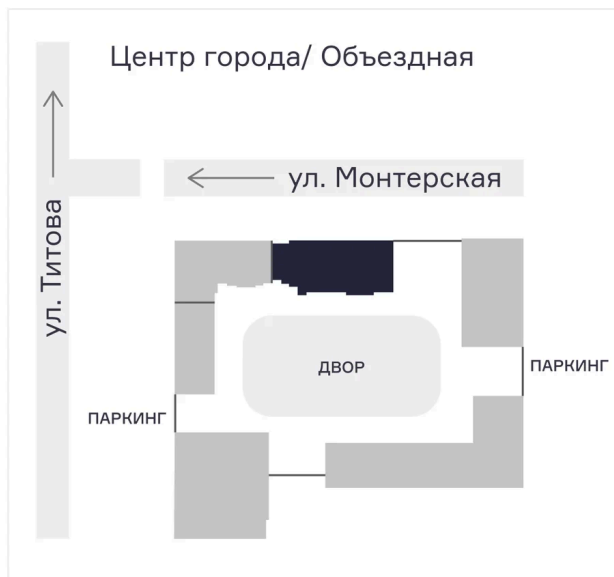 Центр города/ Объездная
ул. Монтерская
ул. Титова
ДВОР
ПАРКИНГ
ПАРКИНГ